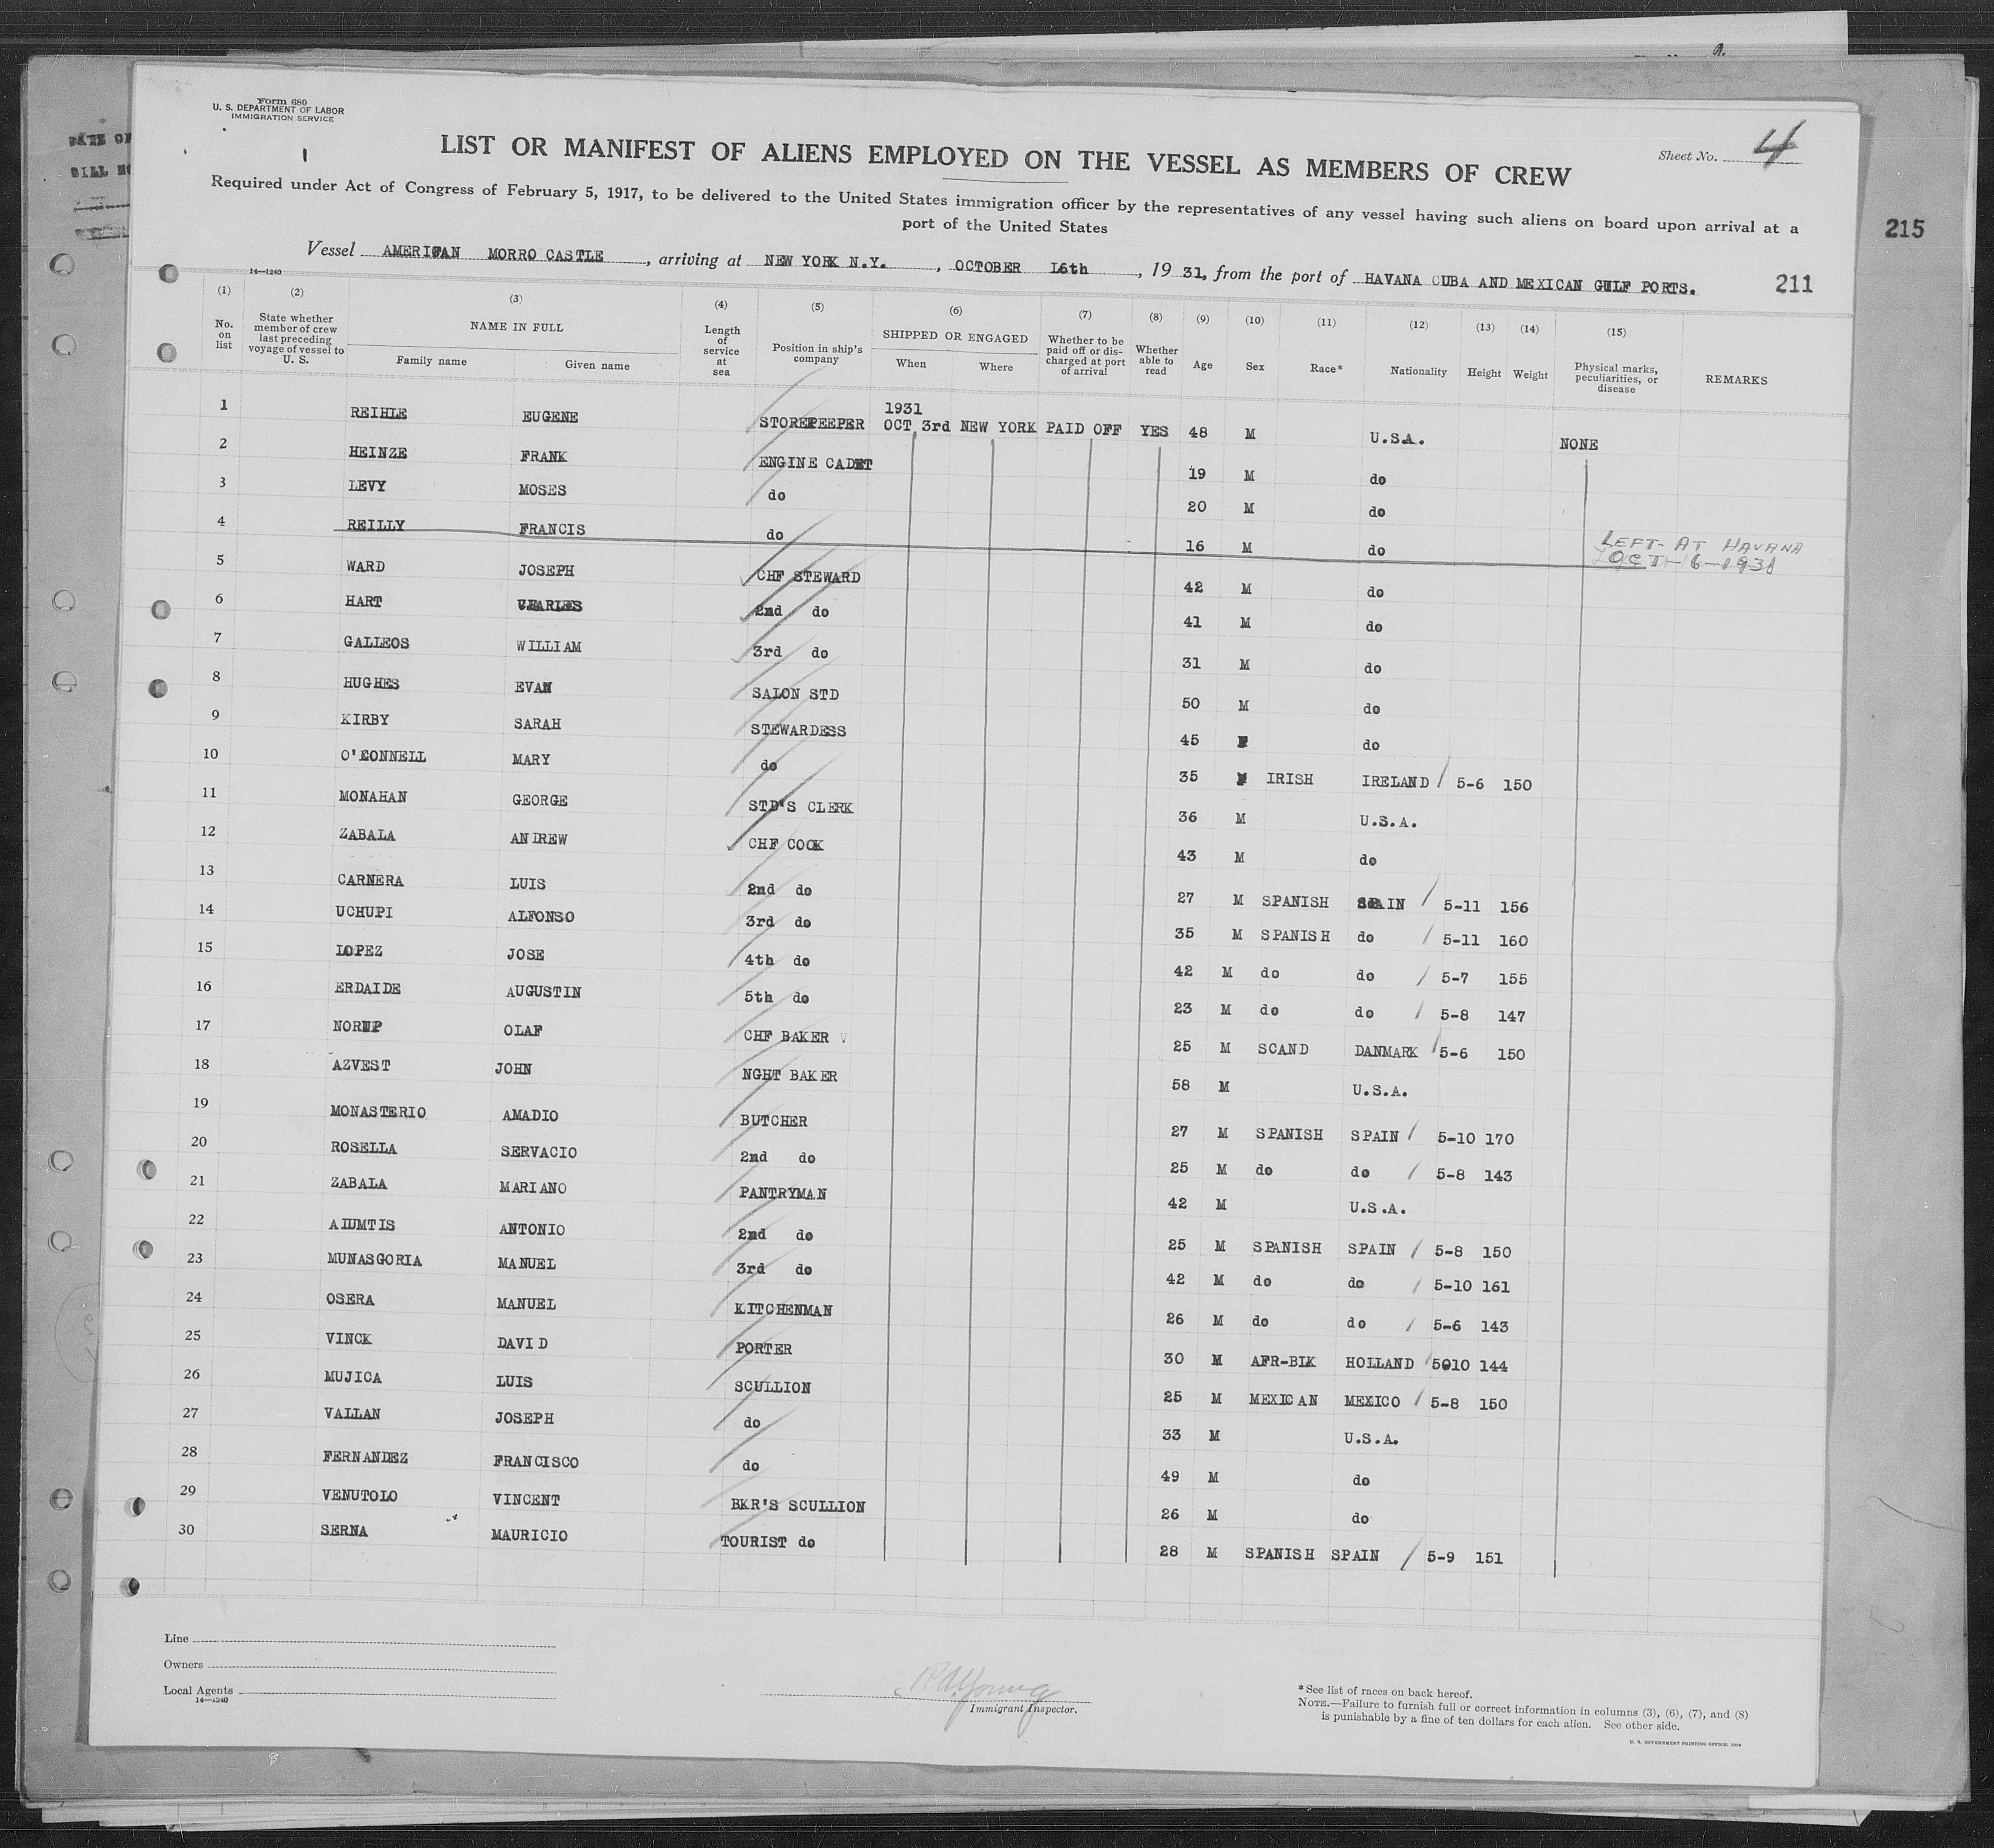 Form 680
U. S. DEPARTMENT OF LABOR
IMMIGRATION SERVICE
LIST OR MANIFEST OF ALIENS EMPLOYED ON THE VESSEL AS MEMBERS OF CREW
Sheet No. 4
Required under Act of Congress of February 5, 1917, to be delivered to the United States immigration officer by the representatives of any vessel having such aliens on board upon arrival at a
port of the United States
215
Vessel AMERICAN MORRO CASTLE, arriving at NEW YORK N.Y., OCTOBER 16th, 19 31, from the port of HAVANA CUBA AND MEXICAN GULF PORTS.
211
14—1240
(1) (2) (3) (4) (5) (6) (7) (8) (9) (10) (11) (12) (13) (14) (15)
No. on list State whether member of crew last preceding voyage of vessel to U. S. NAME IN FULL Family name Given name Length of service at sea Position in ship's company SHIPPED OR ENGAGED When Where Whether to be paid off or discharged at port of arrival Whether able to read Age Sex Race* Nationality Height Weight Physical marks, peculiarities, or disease REMARKS
1 REIHLE EUGENE STOREPEEPER 1931 OCT 3rd NEW YORK PAID OFF YES 48 M U.S.A. NONE
2 HEINZE FRANK ENGINE CADET 19 M do
3 LEVY MOSES do 20 M do
4 REILLY FRANCIS do 16 M do LEFT-AT HAVANA OCT-6-1931
5 WARD JOSEPH CHF STEWARD 42 M do
6 HART 2nd do 41 M do
7 GALLEOS WILLIAM 3rd do 31 M do
8 HUGHES EVAN SALON STD 50 M do
9 KIRBY SARAH STEWARDESS 45 F do
10 O'CONNELL MARY do 35 F IRISH IRELAND / 5-6 150
11 MONAHAN GEORGE STD'S CLERK 36 M U.S.A.
12 ZABALA ANDREW CHF COOK 43 M do
13 CARNERA LUIS 2nd do 27 M SPANISH SPAIN / 5-11 156
14 UCHUPI ALFONSO 3rd do 35 M SPANISH do / 5-11 160
15 LOPEZ JOSE 4th do 42 M do do / 5-7 155
16 ERDAIDE AUGUSTIN 5th do 23 M do do / 5-8 147
17 NORUP OLAF CHF BAKER 25 M SCAND DANMARK / 5-6 150
18 AZVEST JOHN NGHT BAKER 58 M U.S.A.
19 MONASTERIO AMADIO BUTCHER 27 M SPANISH SPAIN / 5-10 170
20 ROSELLA SERVACIO 2nd do 25 M do do / 5-8 143
21 ZABALA MARIANO PANTRYMAN 42 M U.S.A.
22 ANTONIO 2nd do 25 M SPANISH SPAIN / 5-8 150
23 MUNASGORIA MANUEL 3rd do 42 M do do / 5-10 161
24 OSERA MANUEL KITCHENMAN 26 M do do / 5-6 143
25 VINCK DAVID PORTER 30 M AFR-BLK HOLLAND 5010 144
26 MUJICA LUIS SCULLION 25 M MEXICAN MEXICO / 5-8 150
27 VALLAN JOSEPH do 33 M U.S.A.
28 FERNANDEZ FRANCISCO do 49 M do
29 VENUTOLO VINCENT BKR'S SCULLION 26 M do
30 SERNA MAURICIO TOURIST do 28 M SPANISH SPAIN / 5-9 151
Line
Owners
Local Agents
14—1240
R A Young
Immigrant Inspector.
*See list of races on back hereof.
NOTE.—Failure to furnish full or correct information in columns (3), (6), (7), and (8)
is punishable by a fine of ten dollars for each alien. See other side.